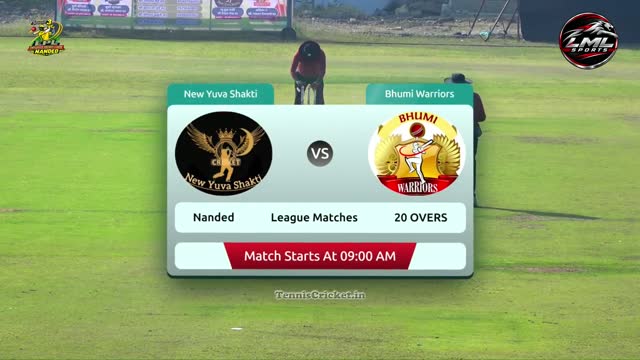 NANDED
LML
SPORTS
New Yuva Shakti
Bhumi Warriors
CRICKET
New Yuva Shakti
VS
BHUMI
WARRIORS
Nanded
League Matches
20 OVERS
Match Starts At 09:00 AM
TennisCricket.in